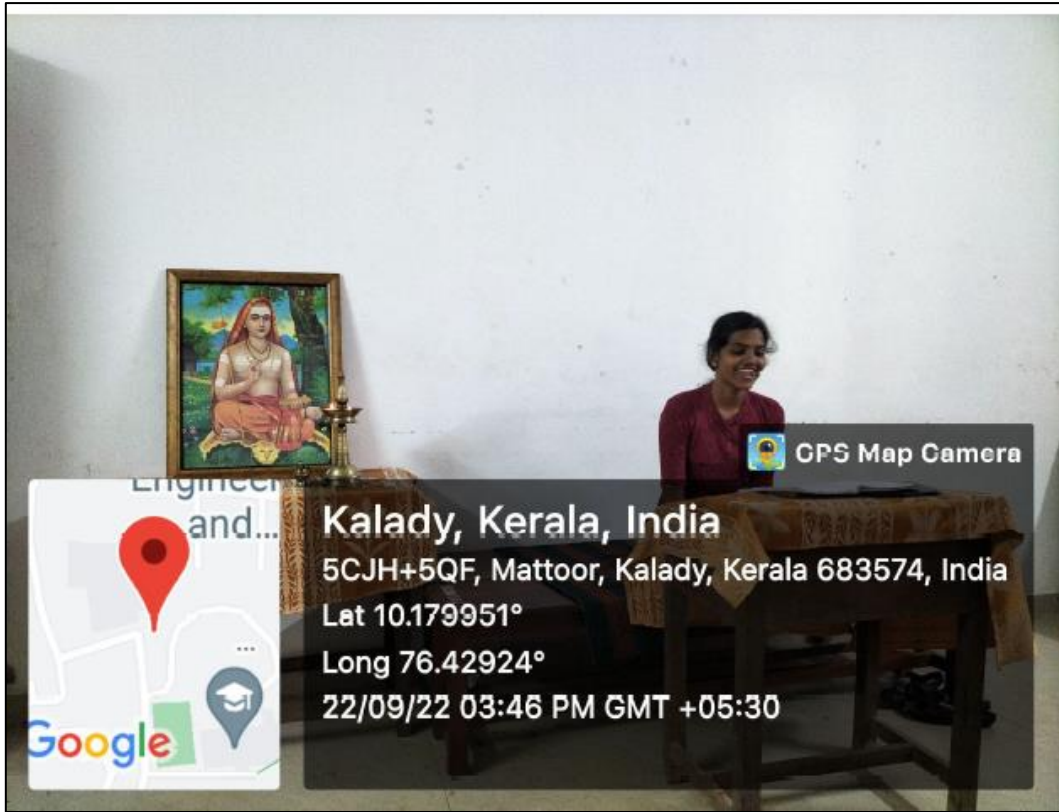 GPS Map Camera
Engineer
and...
Kalady, Kerala, India
5CJH+5QF, Mattoor, Kalady, Kerala 683574, India
Lat 10.179951°
Long 76.42924°
22/09/22 03:46 PM GMT +05:30
Google